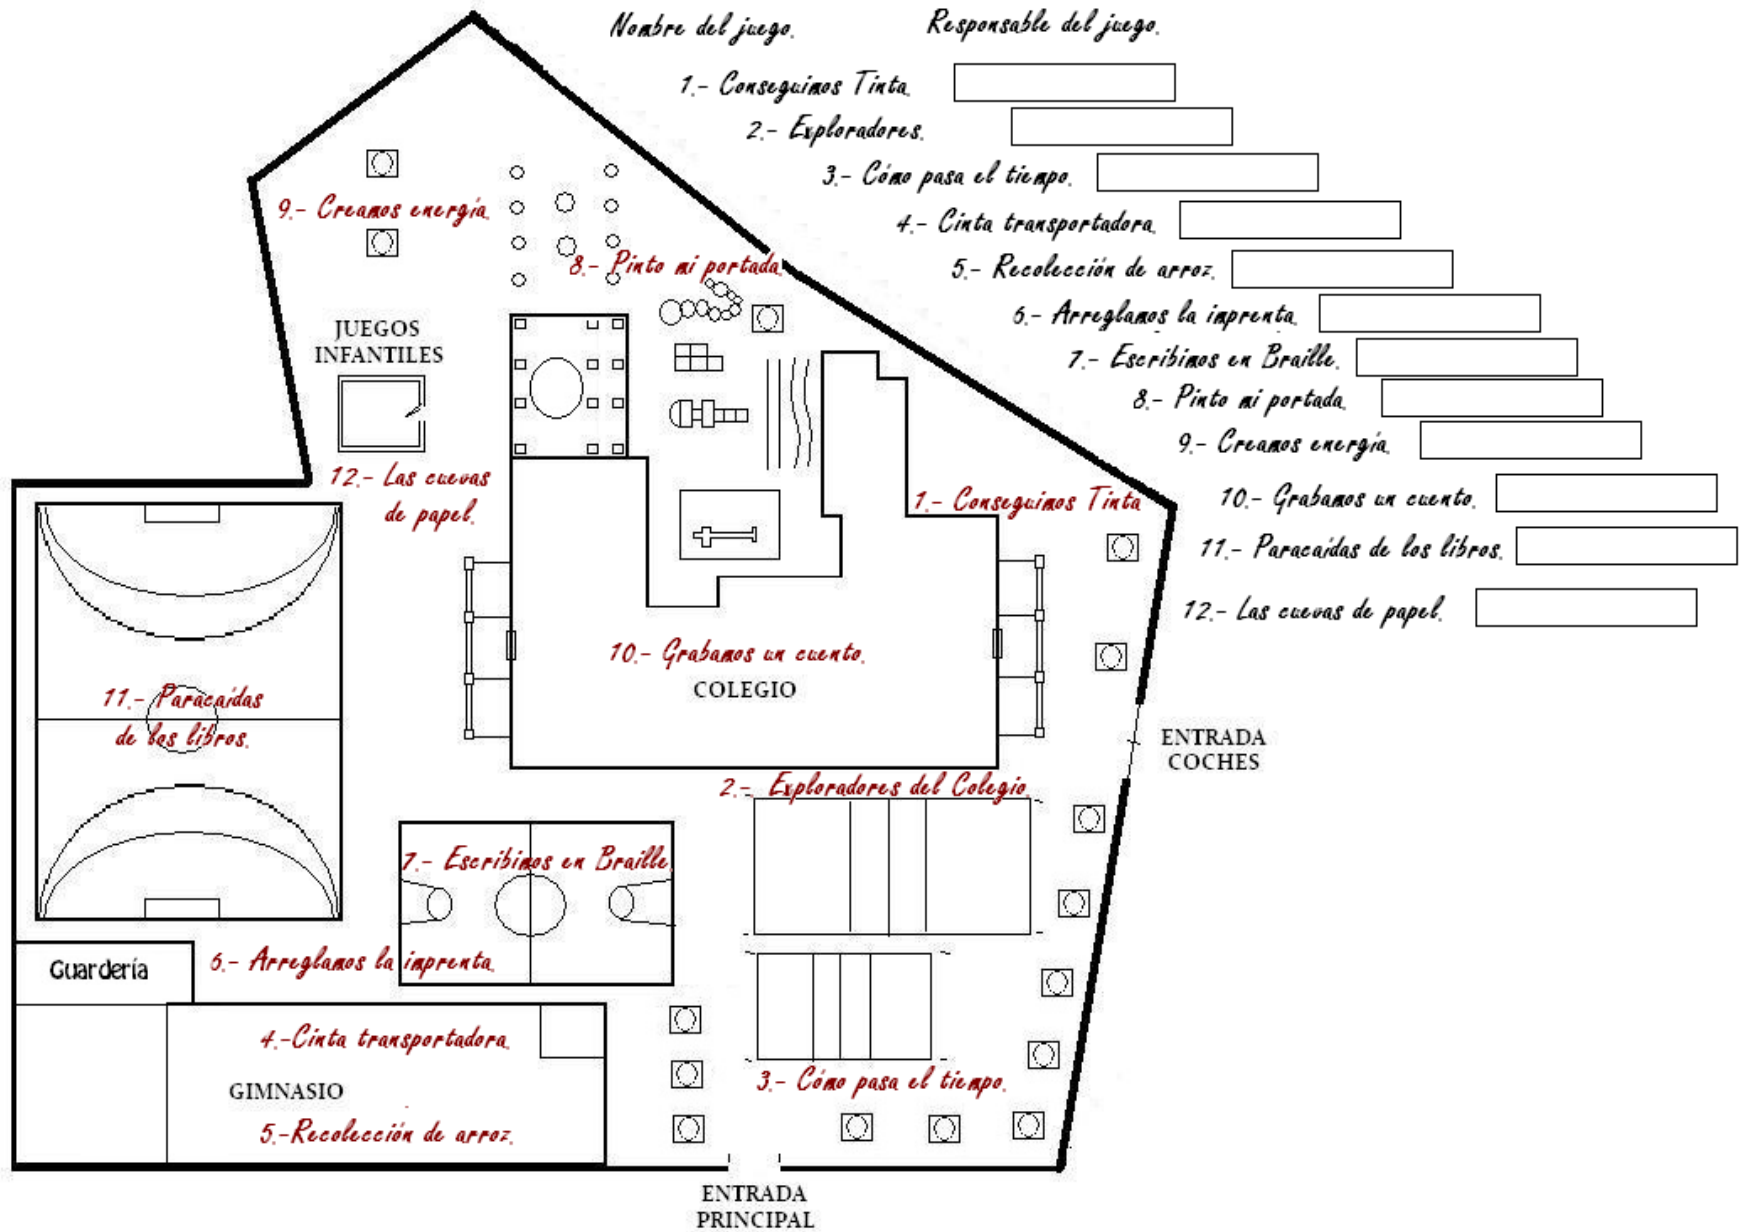 Nombre del juego.
Responsable del juego.
1.- Conseguimos Tinta.
2.- Exploradores.
3.- Cómo pasa el tiempo.
4.- Cinta transportadora.
5.- Recolección de arroz.
6.- Arreglamos la imprenta.
7.- Escribimos en Braille.
8.- Pinto mi portada.
9.- Creamos energía.
10.- Grabamos un cuento.
11.- Paracaídas de los libros.
12.- Las cuevas de papel.
9.- Creamos energía.
8.- Pinto mi portada.
JUEGOS
INFANTILES
12.- Las cuevas
de papel.
1.- Conseguimos Tinta
10.- Grabamos un cuento.
COLEGIO
11.- Paracaídas
de los libros.
ENTRADA
COCHES
2.- Exploradores del Colegio.
7.- Escribimos en Braille
Guardería
6.- Arreglamos la imprenta.
4.-Cinta transportadora.
GIMNASIO
5.-Recolección de arroz.
3.- Cómo pasa el tiempo.
ENTRADA
PRINCIPAL